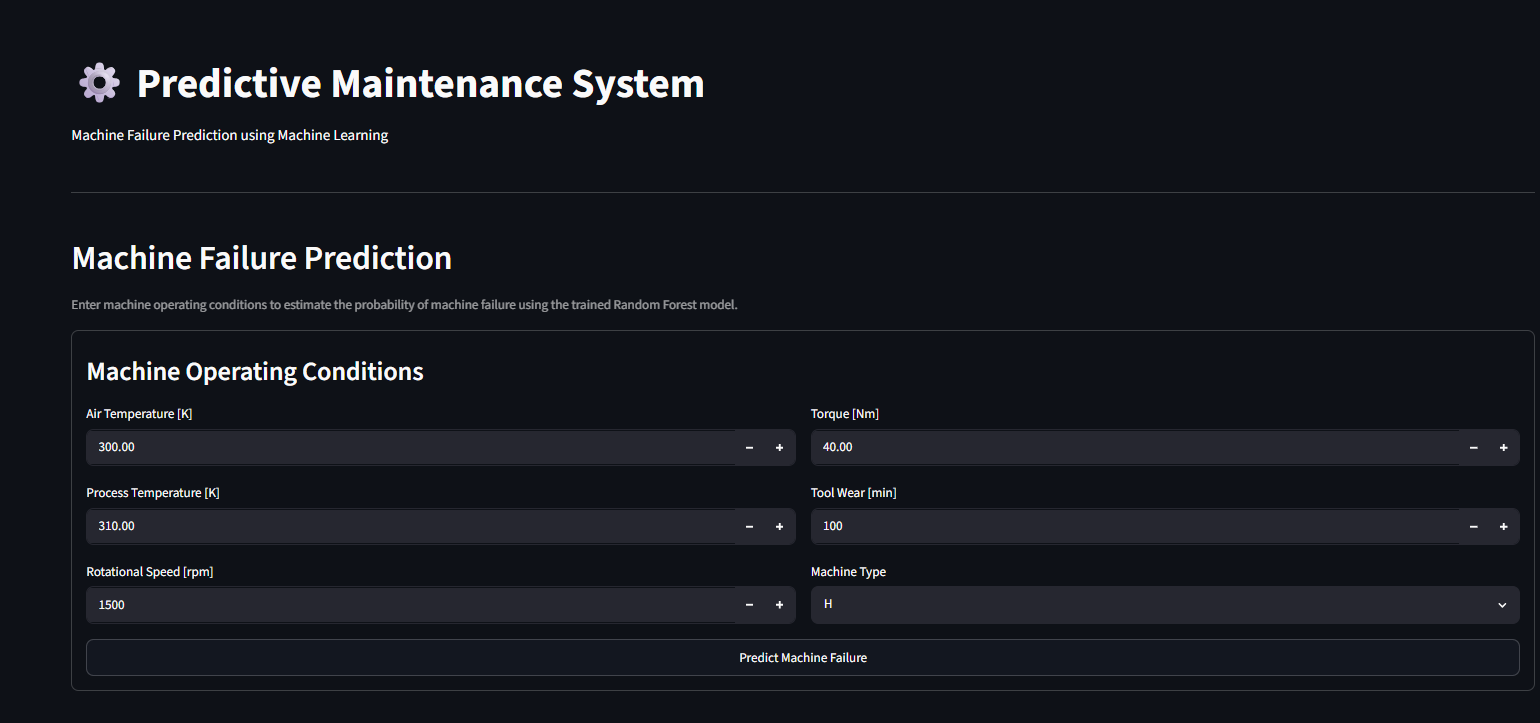 Predictive Maintenance System
Machine Failure Prediction using Machine Learning
Machine Failure Prediction
Enter machine operating conditions to estimate the probability of machine failure using the trained Random Forest model.
Machine Operating Conditions
Air Temperature [K]
300.00
Torque [Nm]
40.00
Process Temperature [K]
310.00
Tool Wear [min]
100
Rotational Speed [rpm]
1500
Machine Type
H
Predict Machine Failure